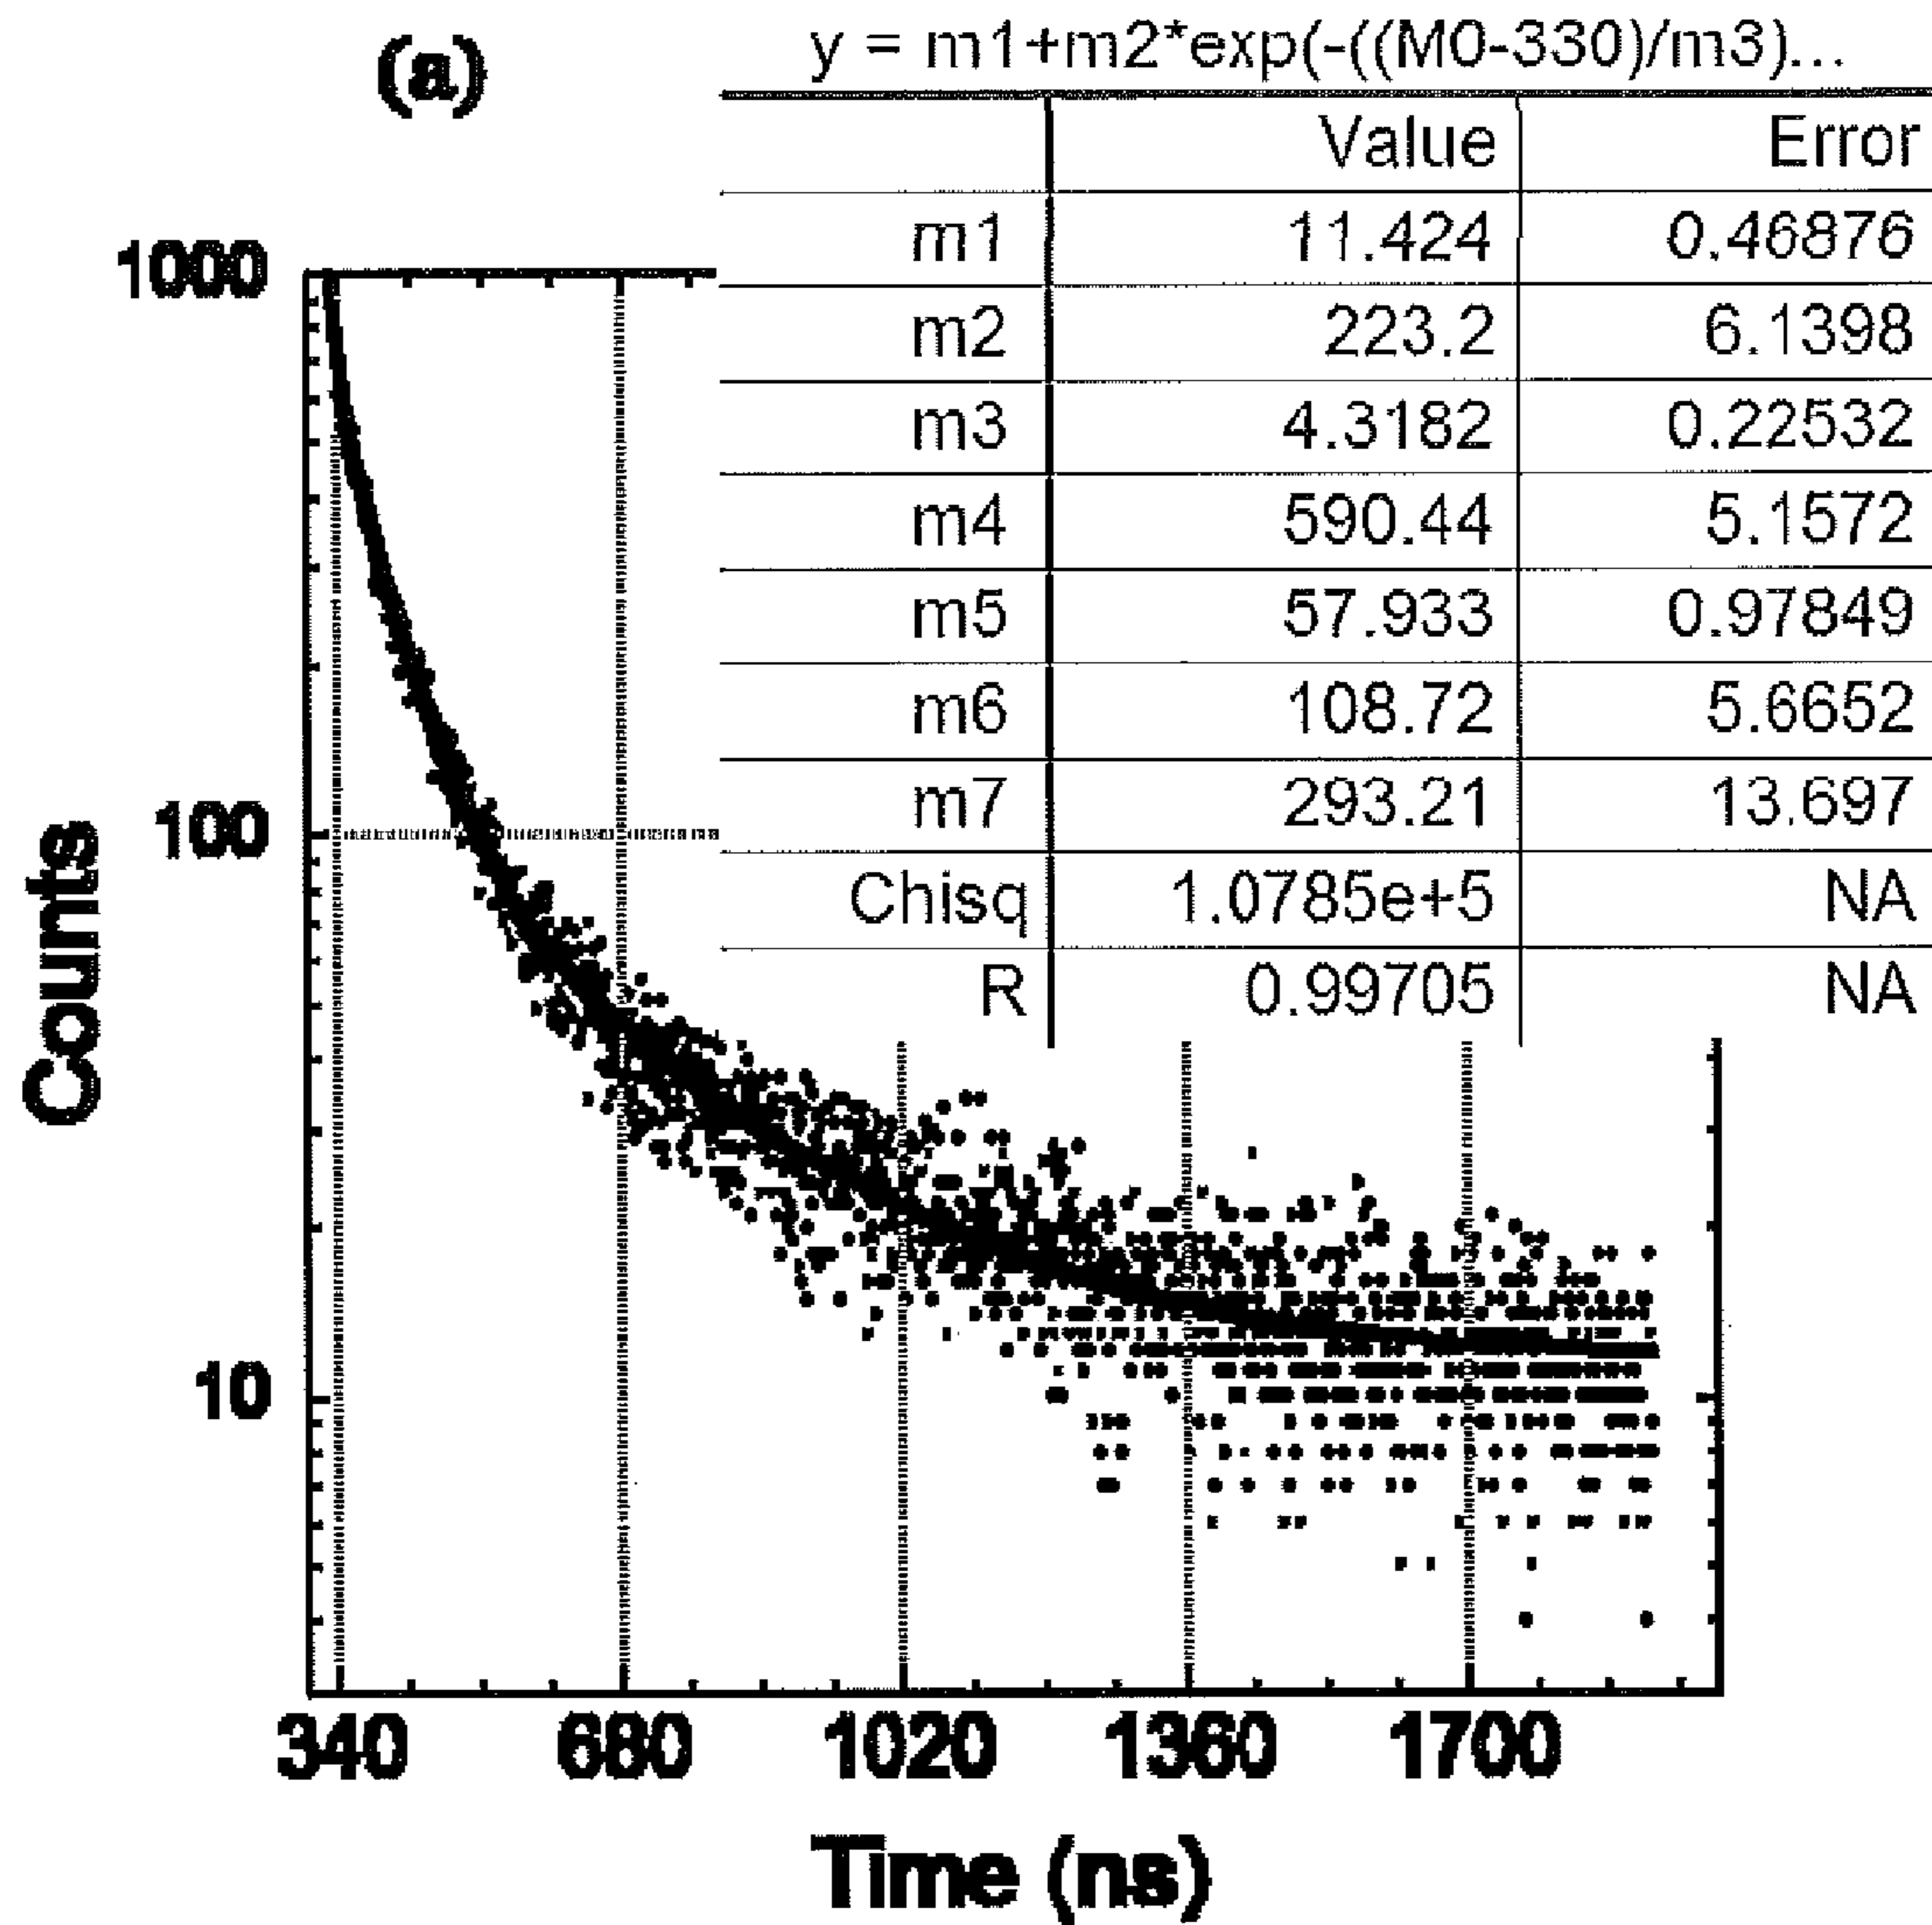 (a)
y = m1+m2*exp(-((M0-330)/m3)...
Value Error
m1 11.424 0.46876
m2 223.2 6.1398
m3 4.3182 0.22532
m4 590.44 5.1572
m5 57.933 0.97849
m6 108.72 5.6652
m7 293.21 13.697
Chisq 1.0785e+5 NA
R 0.99705 NA
1000
100
10
Counts
340 680 1020 1360 1700
Time (ns)